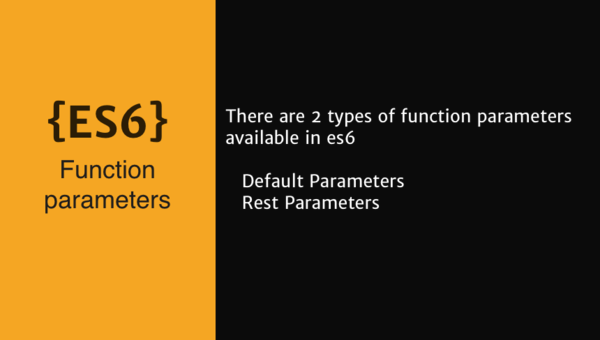 {ES6}
Function
parameters
There are 2 types of function parameters
available in es6
Default Parameters
Rest Parameters